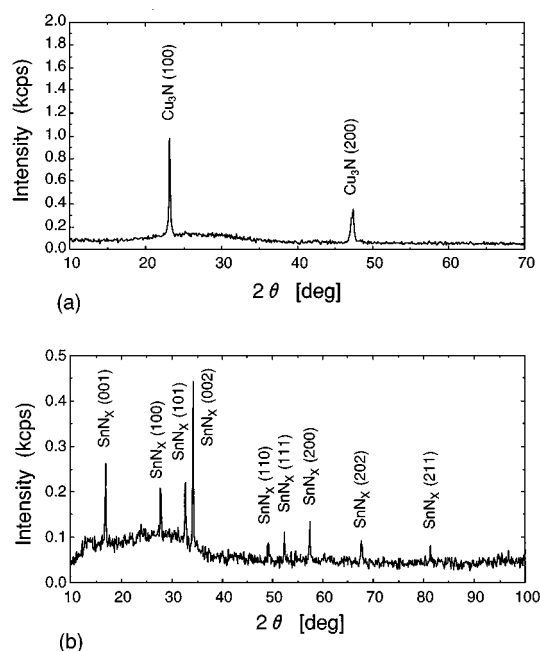 2.0
1.8
1.6
1.4
1.2
1.0
0.8
0.6
0.4
0.2
0.0
Intensity (kcps)
Cu₃N (100)
Cu₃N (200)
10 20 30 40 50 60 70
2 θ [deg]
(a)
0.5
0.4
0.3
0.2
0.1
0.0
Intensity (kcps)
SnNₓ (001)
SnNₓ (100)
SnNₓ (101)
SnNₓ (002)
SnNₓ (110)
SnNₓ (111)
SnNₓ (200)
SnNₓ (202)
SnNₓ (211)
10 20 30 40 50 60 70 80 90 100
2 θ [deg]
(b)